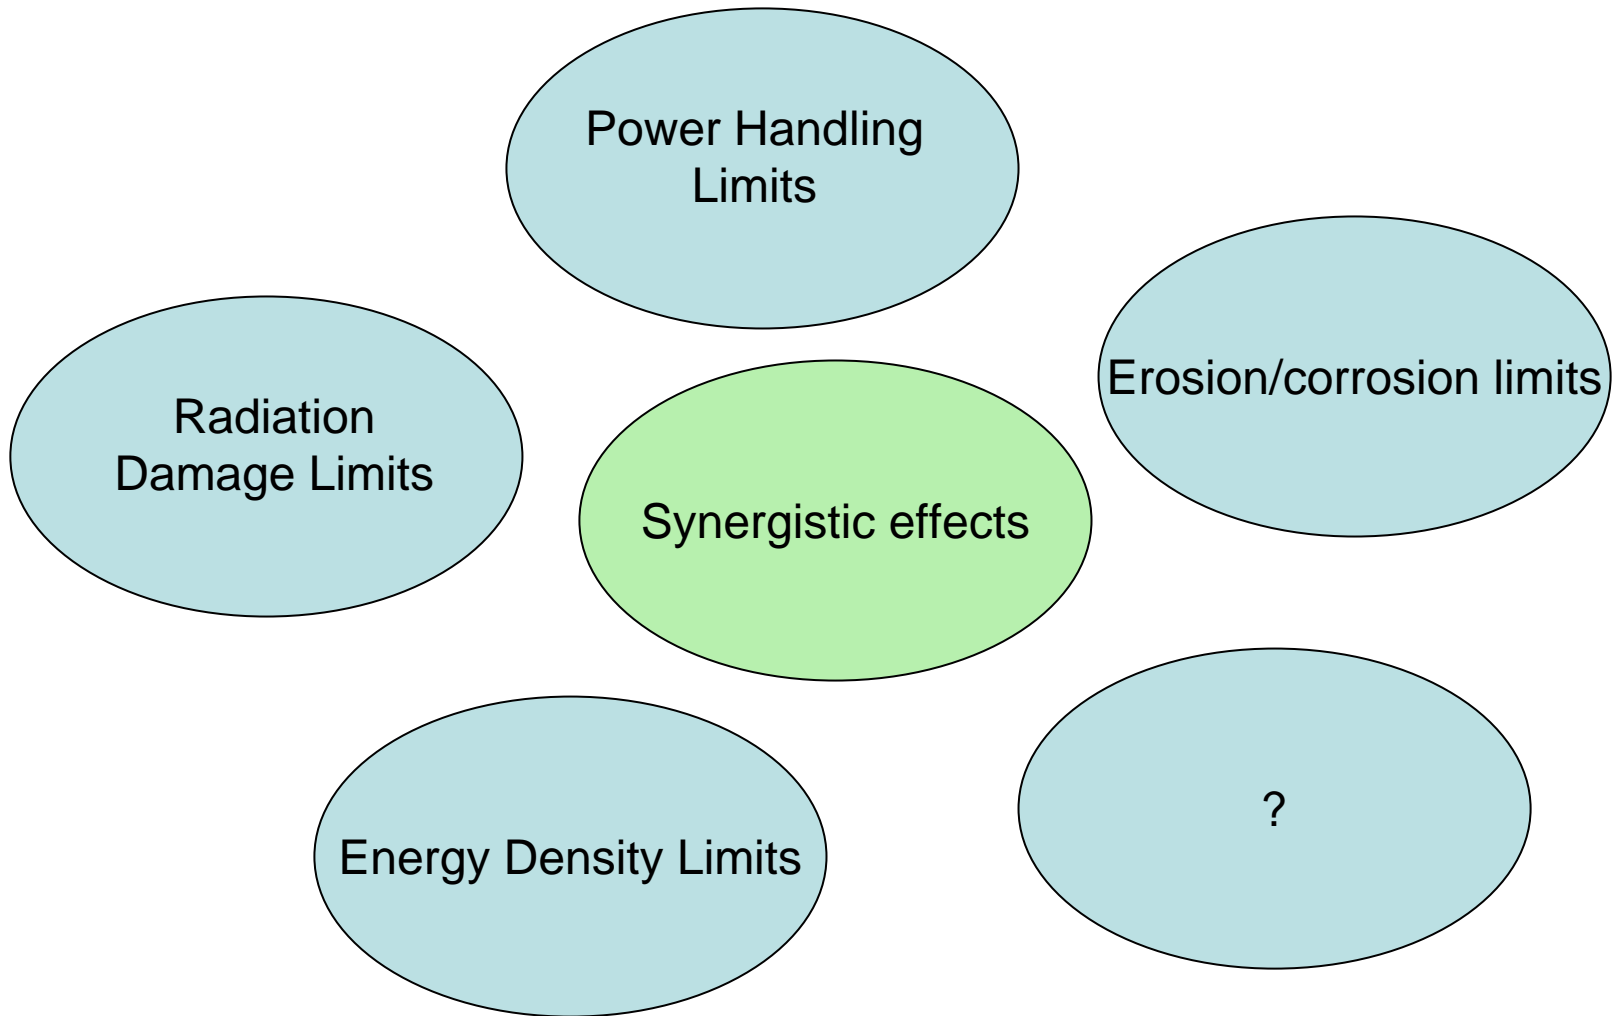 Power Handling
Limits
Erosion/corrosion limits
Radiation
Damage Limits
Synergistic effects
?
Energy Density Limits